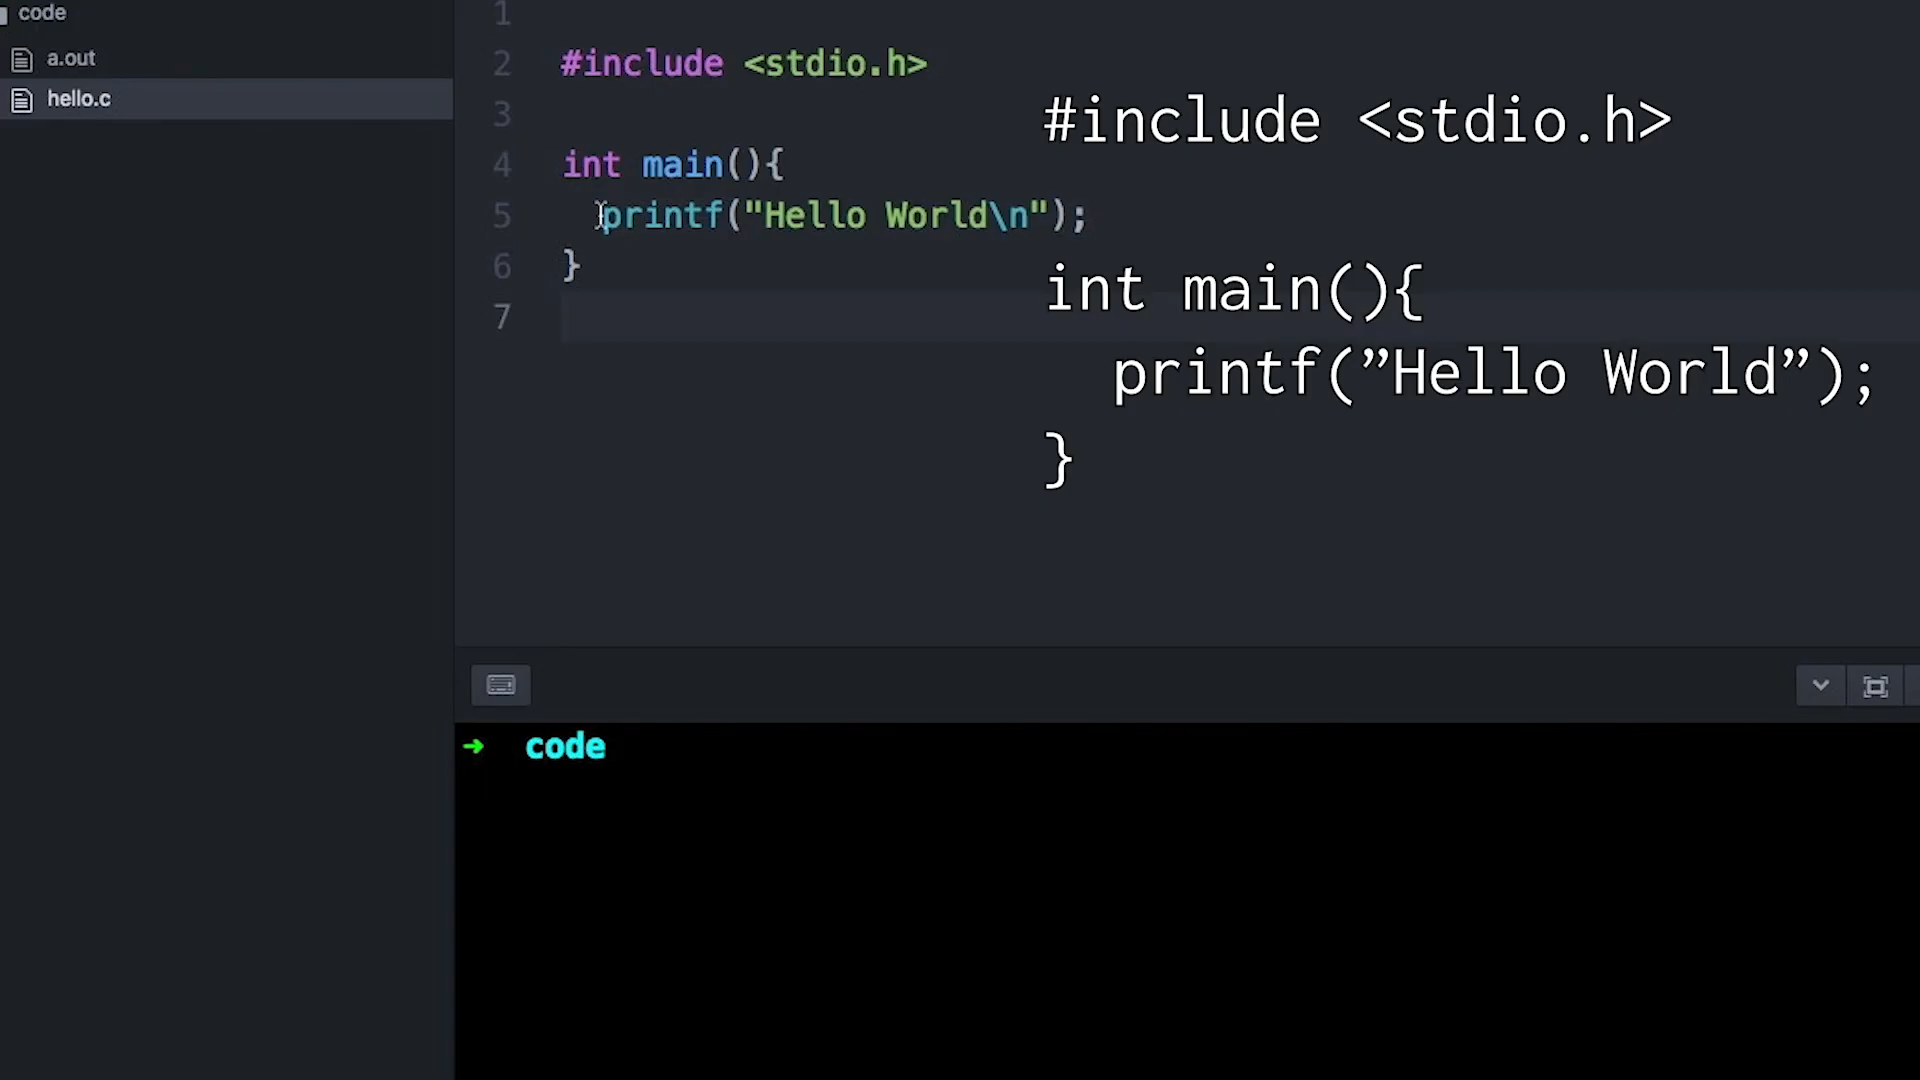 code
a.out
hello.c
1
2 #include <stdio.h>
3
4 int main(){
5 printf("Hello World\n");
6 }
7
#include <stdio.h>
int main(){
printf(”Hello World”);
}
➜ code